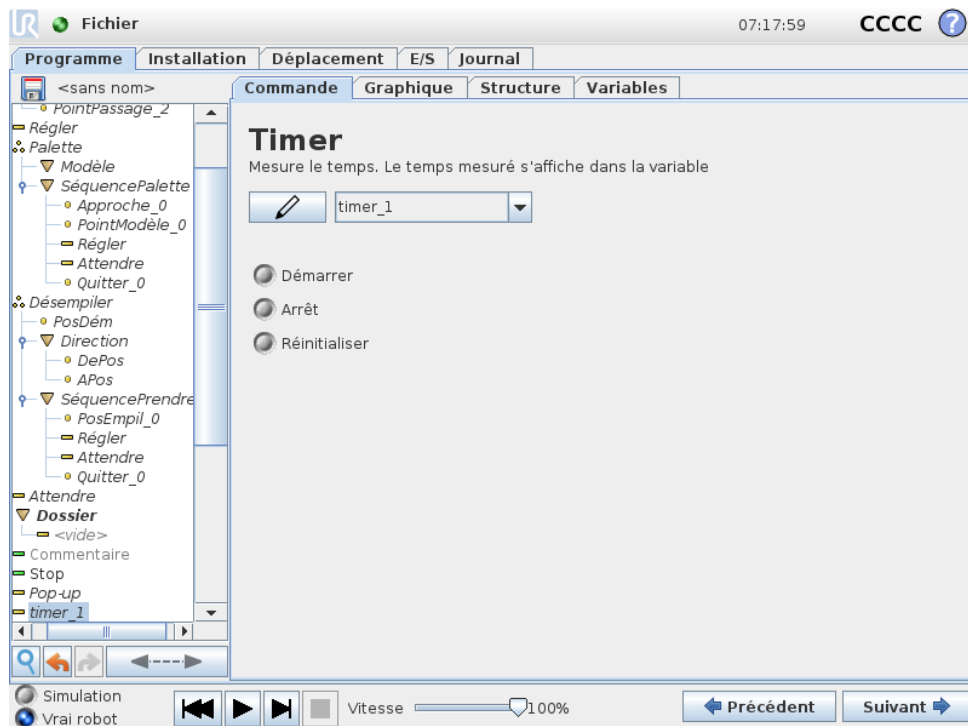 UR Fichier 07:17:59 CCCC ?
Programme Installation Déplacement E/S Journal
<sans nom> Commande Graphique Structure Variables
PointPassage_2
Régler
Palette
Modèle
SéquencePalette
Approche_0
PointModèle_0
Régler
Attendre
Quitter_0
Désempiler
PosDém
Direction
DePos
APos
SéquencePrendre
PosEmpil_0
Régler
Attendre
Quitter_0
Attendre
Dossier
<vide>
Commentaire
Stop
Pop-up
timer_1
Timer
Mesure le temps. Le temps mesuré s'affiche dans la variable
timer_1
Démarrer
Arrêt
Réinitialiser
Simulation
Vrai robot
Vitesse 100%
Précédent Suivant